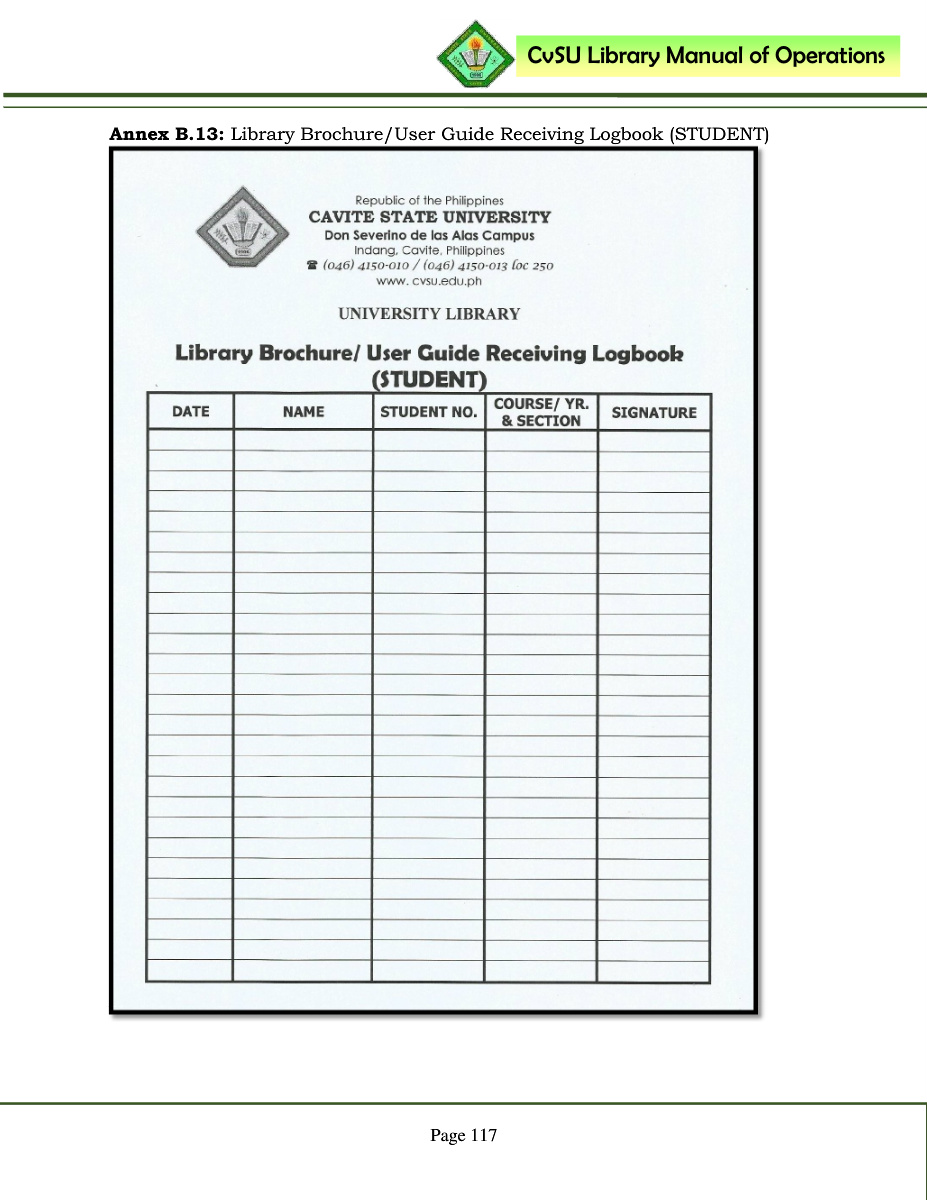 CvSU Library Manual of Operations
Annex B.13: Library Brochure/User Guide Receiving Logbook (STUDENT)
Republic of the Philippines
CAVITE STATE UNIVERSITY
Don Severino de las Alas Campus
Indang, Cavite, Philippines
☎ (046) 4150-010 / (046) 4150-013 loc 250
www. cvsu.edu.ph
UNIVERSITY LIBRARY
Library Brochure/ User Guide Receiving Logbook
(STUDENT)
DATE NAME STUDENT NO. COURSE/ YR. & SECTION SIGNATURE
Page 117